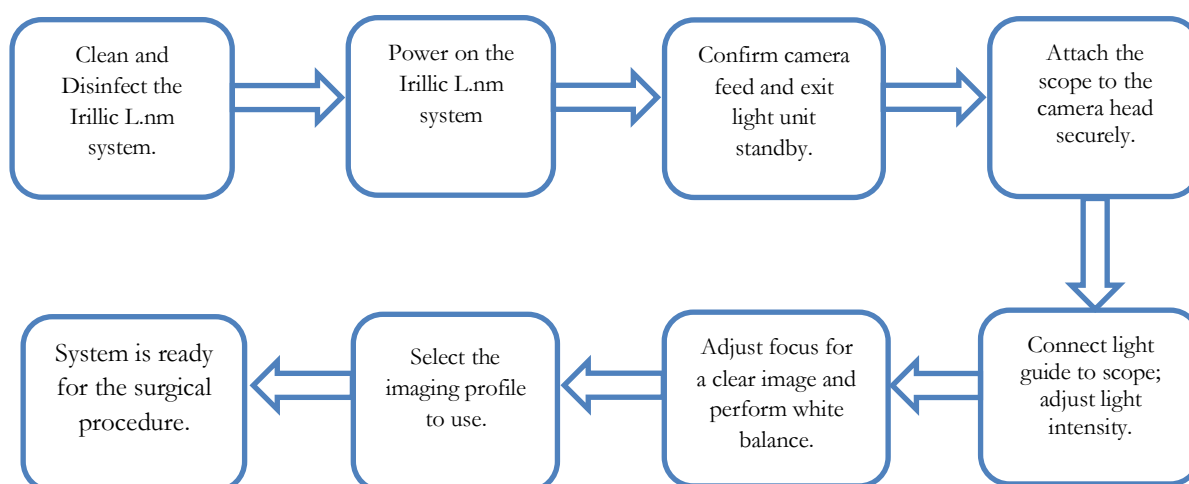 Clean and
Disinfect the
Irillic L.nm
system.
Power on the
Irillic L.nm
system
Confirm camera
feed and exit
light unit
standby.
Attach the
scope to the
camera head
securely.
Connect light
guide to scope;
adjust light
intensity.
Adjust focus for
a clear image and
perform white
balance.
Select the
imaging profile
to use.
System is ready
for the surgical
procedure.